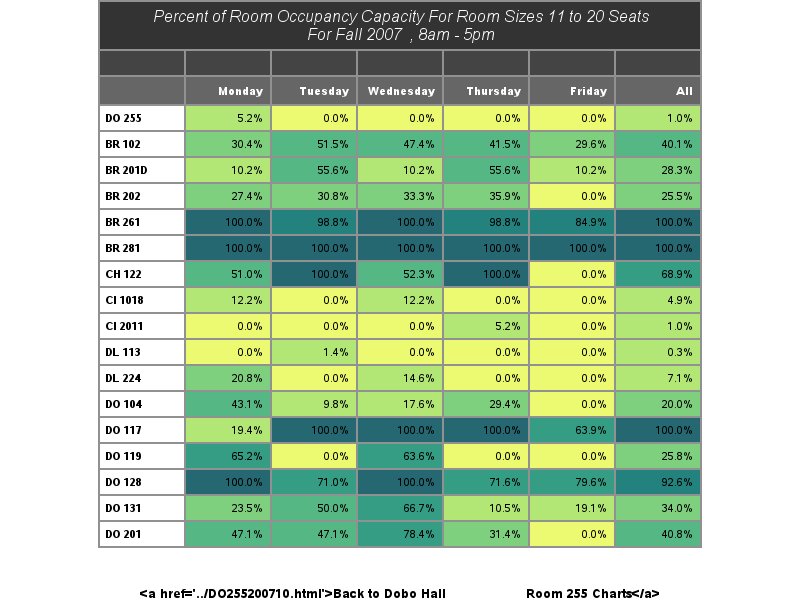 Percent of Room Occupancy Capacity For Room Sizes 11 to 20 Seats
For Fall 2007 , 8am - 5pm
Monday Tuesday Wednesday Thursday Friday All
DO 255 5.2% 0.0% 0.0% 0.0% 0.0% 1.0%
BR 102 30.4% 51.5% 47.4% 41.5% 29.6% 40.1%
BR 201D 10.2% 55.6% 10.2% 55.6% 10.2% 28.3%
BR 202 27.4% 30.8% 33.3% 35.9% 0.0% 25.5%
BR 261 100.0% 98.8% 100.0% 98.8% 84.9% 100.0%
BR 281 100.0% 100.0% 100.0% 100.0% 100.0% 100.0%
CH 122 51.0% 100.0% 52.3% 100.0% 0.0% 68.9%
CI 1018 12.2% 0.0% 12.2% 0.0% 0.0% 4.9%
CI 2011 0.0% 0.0% 0.0% 5.2% 0.0% 1.0%
DL 113 0.0% 1.4% 0.0% 0.0% 0.0% 0.3%
DL 224 20.8% 0.0% 14.6% 0.0% 0.0% 7.1%
DO 104 43.1% 9.8% 17.6% 29.4% 0.0% 20.0%
DO 117 19.4% 100.0% 100.0% 100.0% 63.9% 100.0%
DO 119 65.2% 0.0% 63.6% 0.0% 0.0% 25.8%
DO 128 100.0% 71.0% 100.0% 71.6% 79.6% 92.6%
DO 131 23.5% 50.0% 66.7% 10.5% 19.1% 34.0%
DO 201 47.1% 47.1% 78.4% 31.4% 0.0% 40.8%
<a href='../DO255200710.html'>Back to Dobo Hall Room 255 Charts</a>